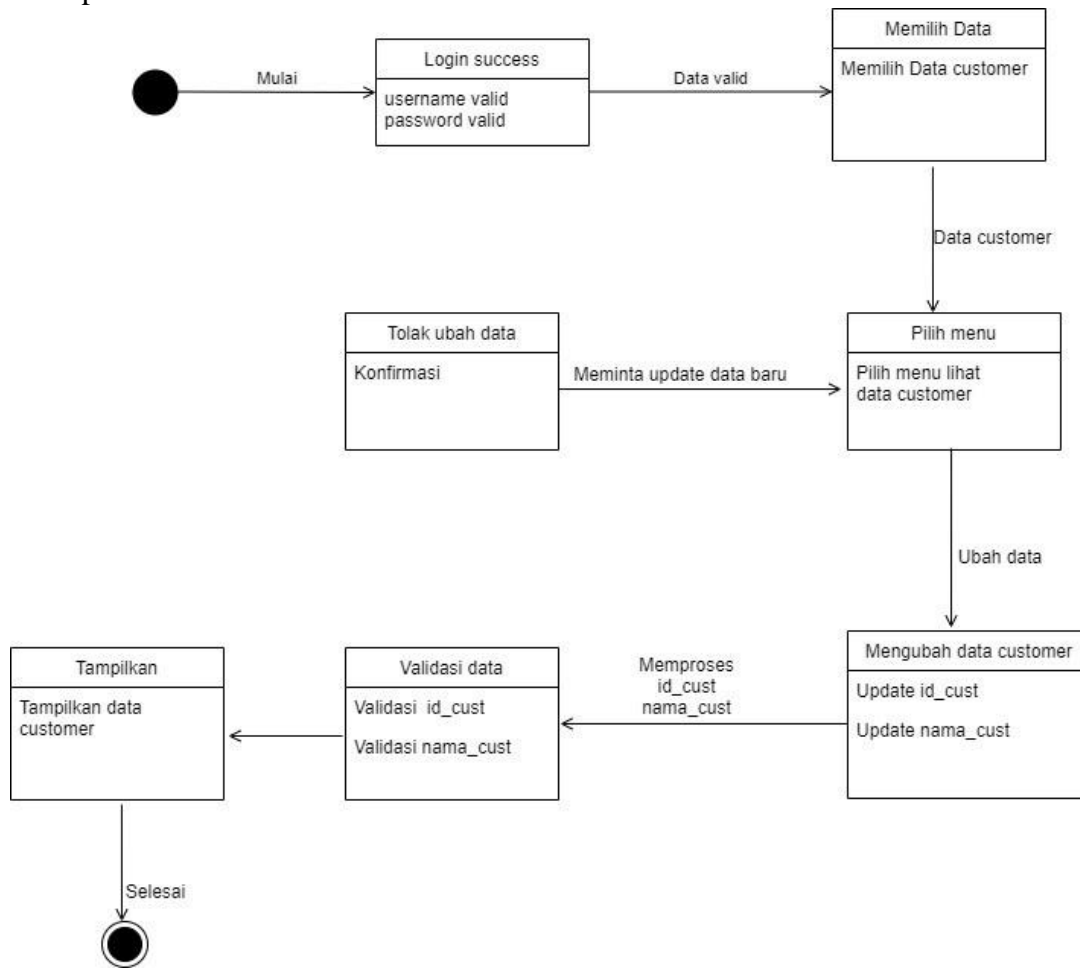 Mulai
Login success
username valid
password valid
Data valid
Memilih Data
Memilih Data customer
Data customer
Tolak ubah data
Konfirmasi
Meminta update data baru
Pilih menu
Pilih menu lihat
data customer
Ubah data
Mengubah data customer
Update id_cust
Update nama_cust
Memproses
id_cust
nama_cust
Validasi data
Validasi id_cust
Validasi nama_cust
Tampilkan
Tampilkan data
customer
Selesai